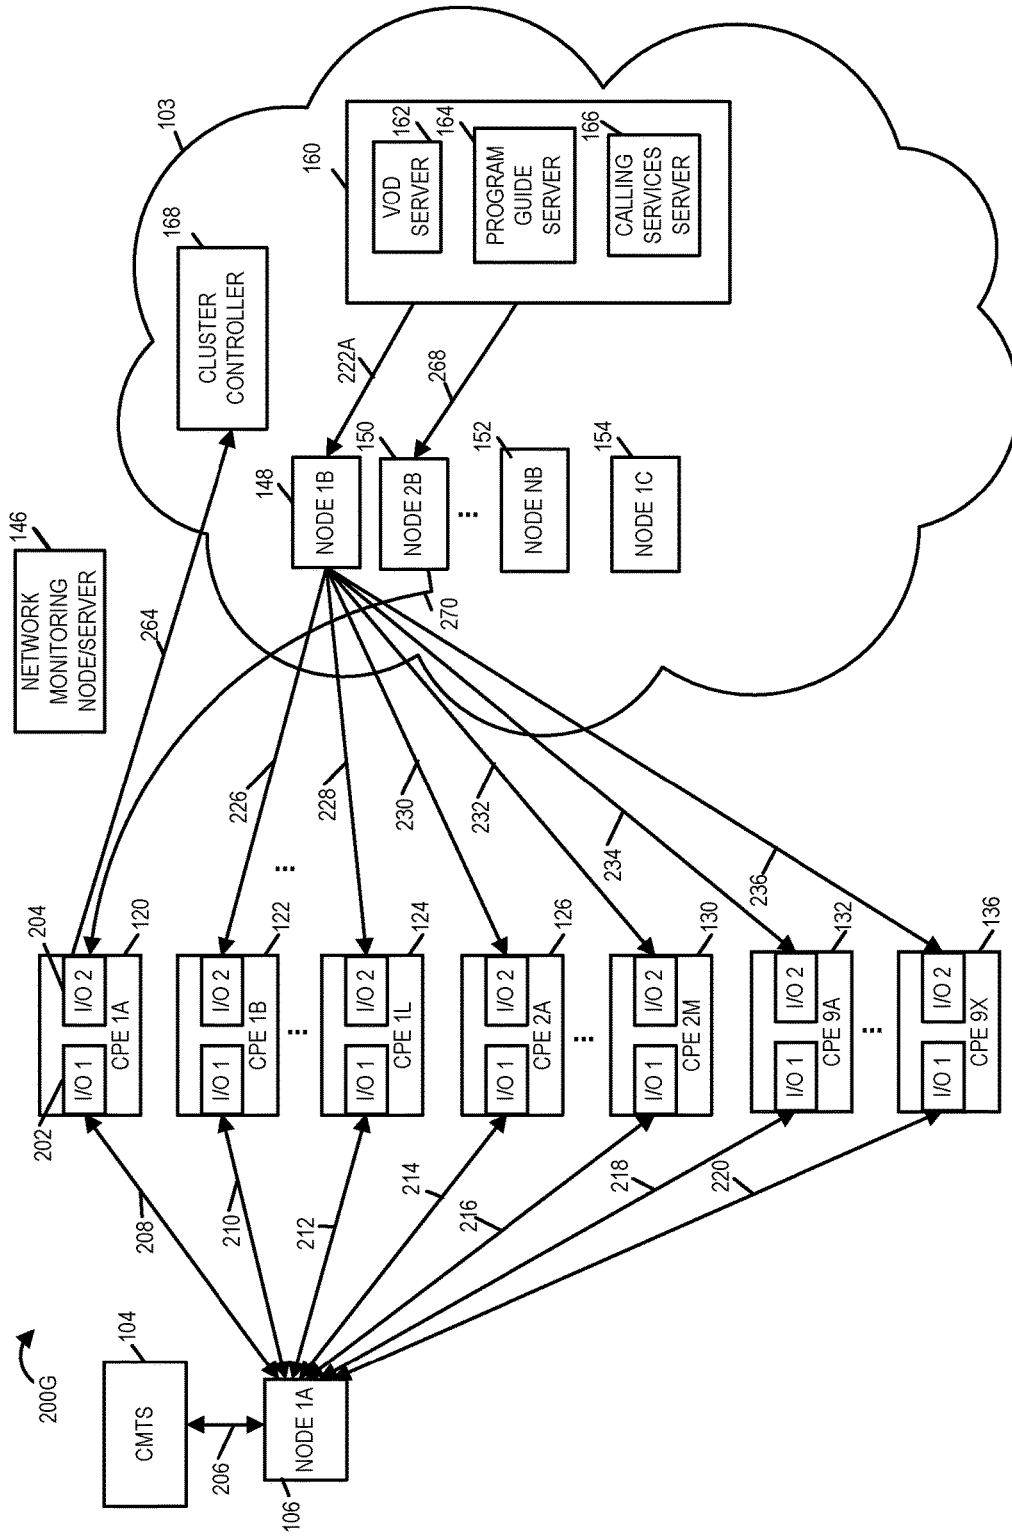 200G
CMTS
104
206
NODE 1A
106
208
210
212
214
216
218
220
202
204
I/O 1
I/O 2
CPE 1A
120
I/O 1
I/O 2
CPE 1B
122
...
I/O 1
I/O 2
CPE 1L
124
I/O 1
I/O 2
CPE 2A
126
...
I/O 1
I/O 2
CPE 2M
130
I/O 1
I/O 2
CPE 9A
132
...
I/O 1
I/O 2
CPE 9X
136
...
226
228
230
232
234
236
264
270
NETWORK
MONITORING
NODE/SERVER
146
NODE 1B
148
NODE 2B
150
...
NODE NB
152
NODE 1C
154
222A
268
CLUSTER
CONTROLLER
168
103
160
VOD
SERVER
162
PROGRAM
GUIDE
SERVER
164
CALLING
SERVICES
SERVER
166